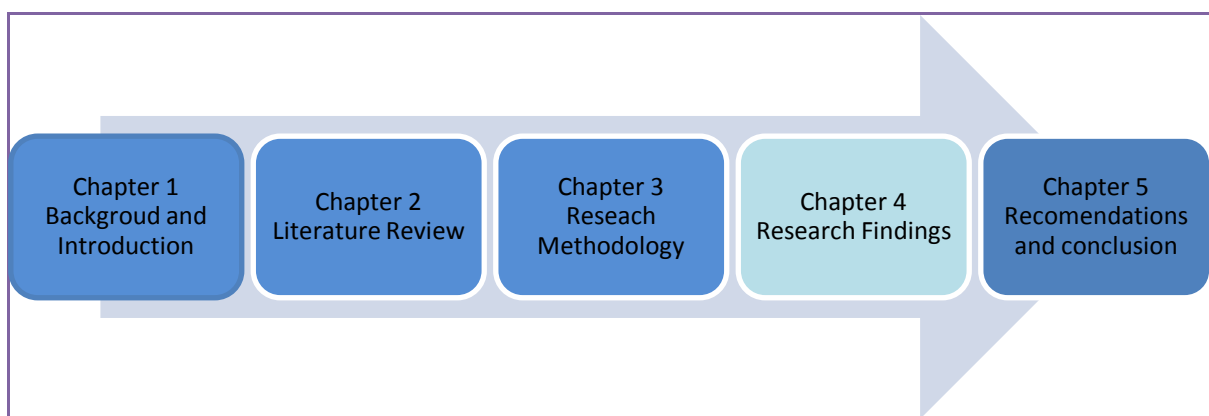 Chapter 1
Backgroud and
Introduction
Chapter 2
Literature Review
Chapter 3
Reseach
Methodology
Chapter 4
Research Findings
Chapter 5
Recomendations
and conclusion